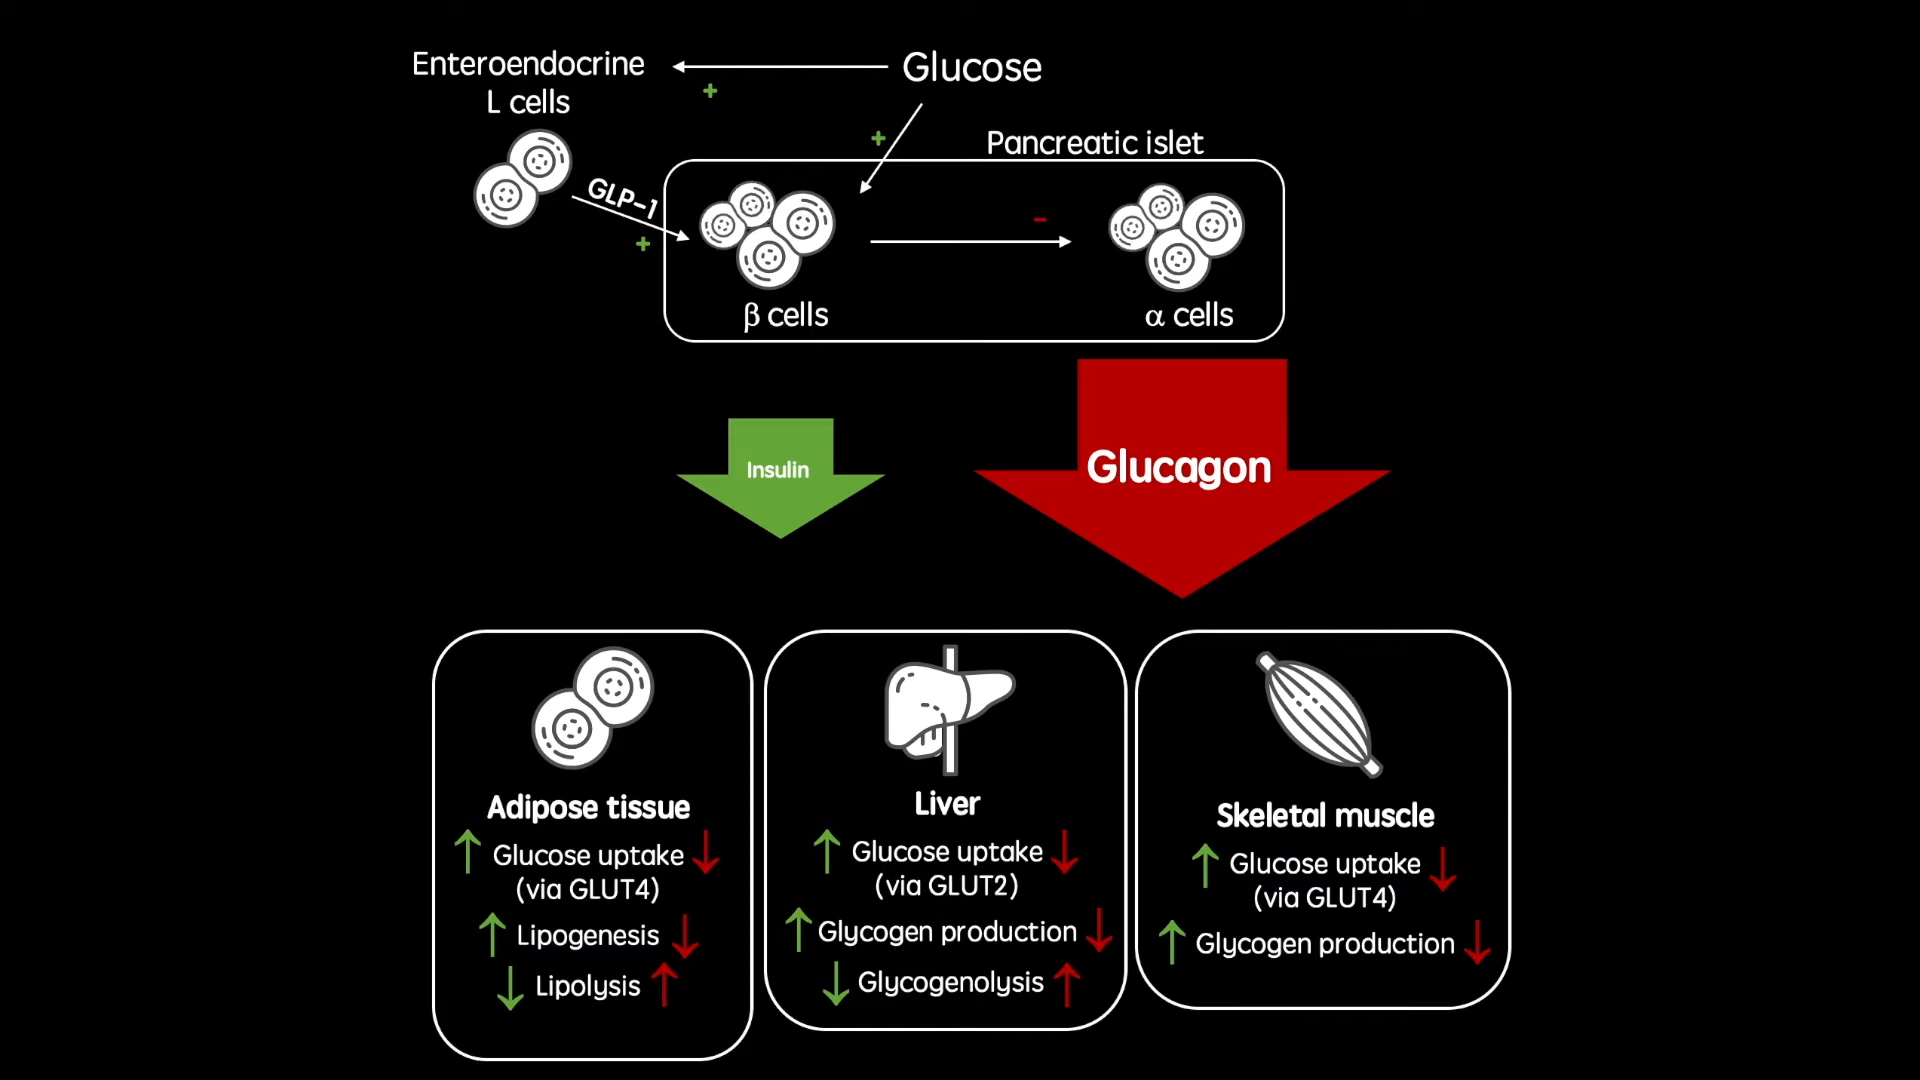 Enteroendocrine
L cells
Glucose
+
+
Pancreatic islet
GLP-1
+
-
β cells
α cells
Insulin
Glucagon
Adipose tissue
Glucose uptake
(via GLUT4)
Lipogenesis
Lipolysis
Liver
Glucose uptake
(via GLUT2)
Glycogen production
Glycogenolysis
Skeletal muscle
Glucose uptake
(via GLUT4)
Glycogen production